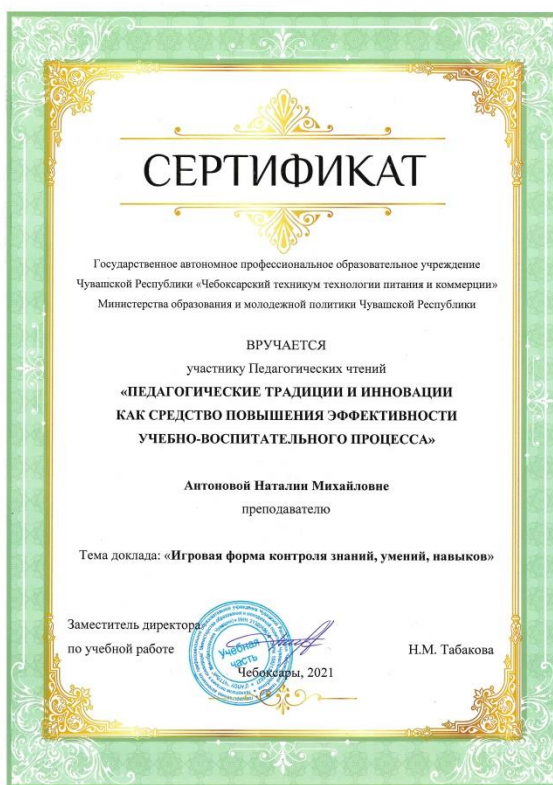 СЕРТИФИКАТ
Государственное автономное профессиональное образовательное учреждение
Чувашской Республики «Чебоксарский техникум технологии питания и коммерции»
Министерства образования и молодежной политики Чувашской Республики
ВРУЧАЕТСЯ
участнику Педагогических чтений
«ПЕДАГОГИЧЕСКИЕ ТРАДИЦИИ И ИННОВАЦИИ
КАК СРЕДСТВО ПОВЫШЕНИЯ ЭФФЕКТИВНОСТИ
УЧЕБНО-ВОСПИТАТЕЛЬНОГО ПРОЦЕССА»
Антоновой Наталии Михайловне
преподавателю
Тема доклада: «Игровая форма контроля знаний, умений, навыков»
Заместитель директора
по учебной работе
Н.М. Табакова
Учебная
часть
Чебоксары, 2021